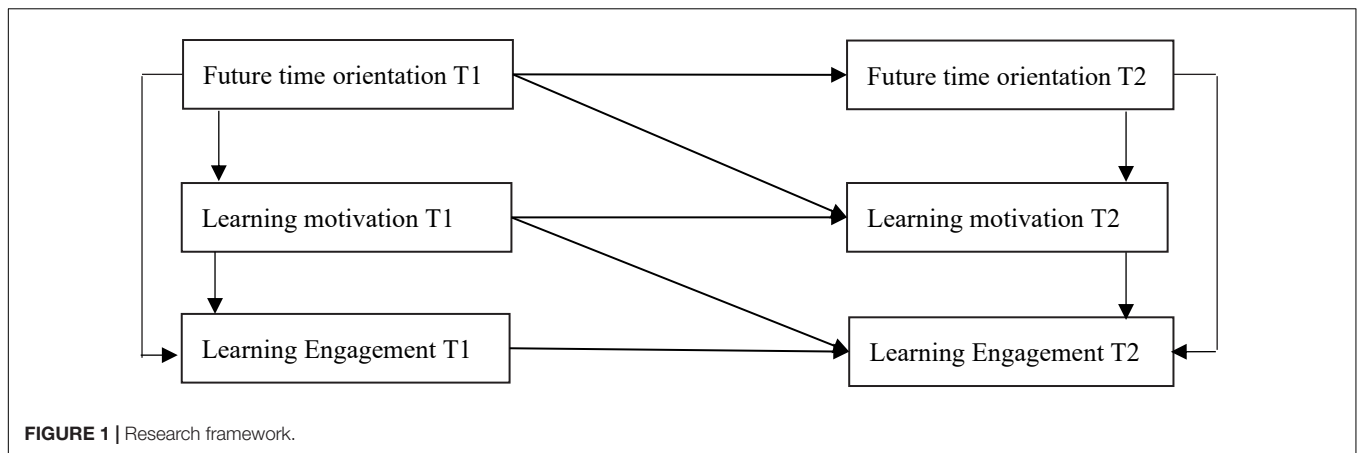 Future time orientation T1
Future time orientation T2
Learning motivation T1
Learning motivation T2
Learning Engagement T1
Learning Engagement T2
FIGURE 1 | Research framework.